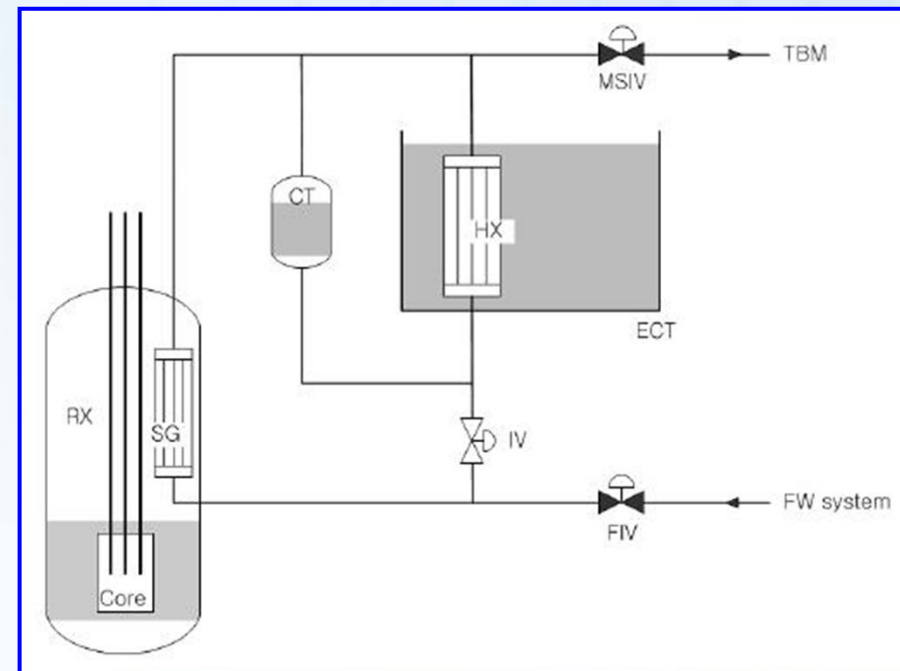 TBM
MSIV
CT
HX
ECT
RX
SG
IV
FW system
FIV
Core